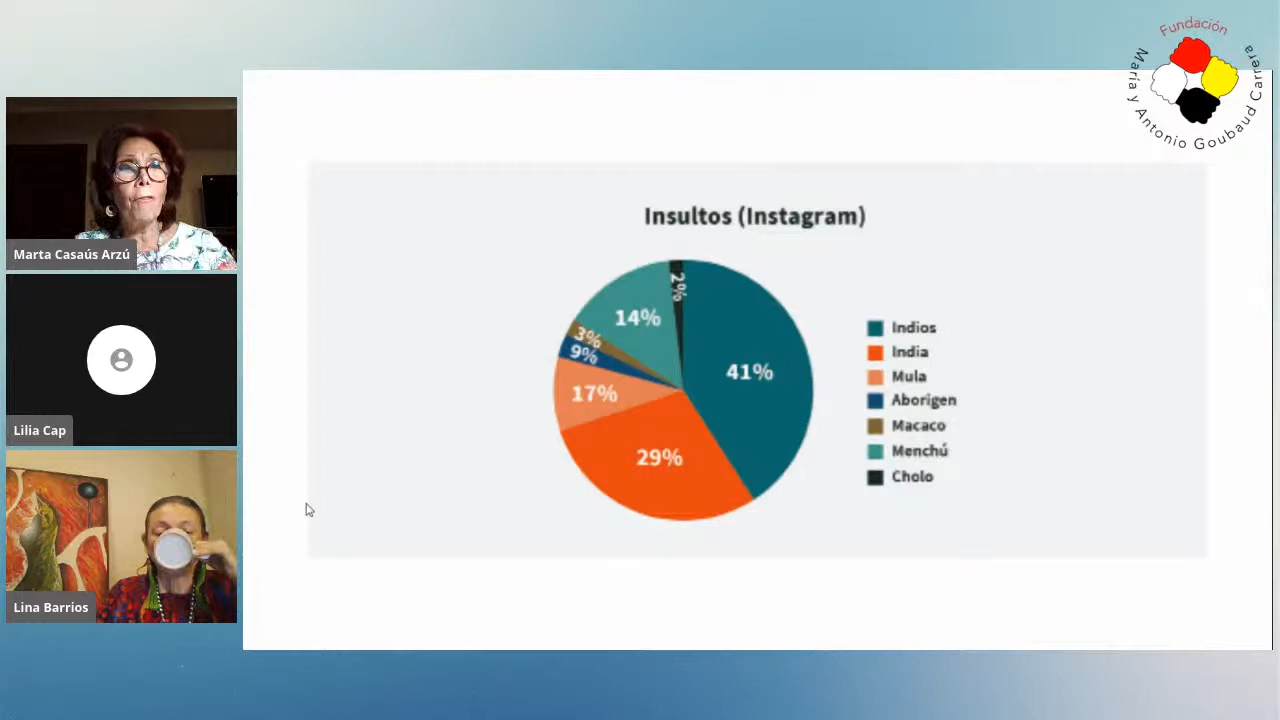 Fundación
María y Antonio Goubaud Carrera
Marta Casaús Arzú
Lilia Cap
Lina Barrios
Insultos (Instagram)
2%
14%
3%
9%
17%
41%
29%
Indios
India
Mula
Aborigen
Macaco
Menchú
Cholo